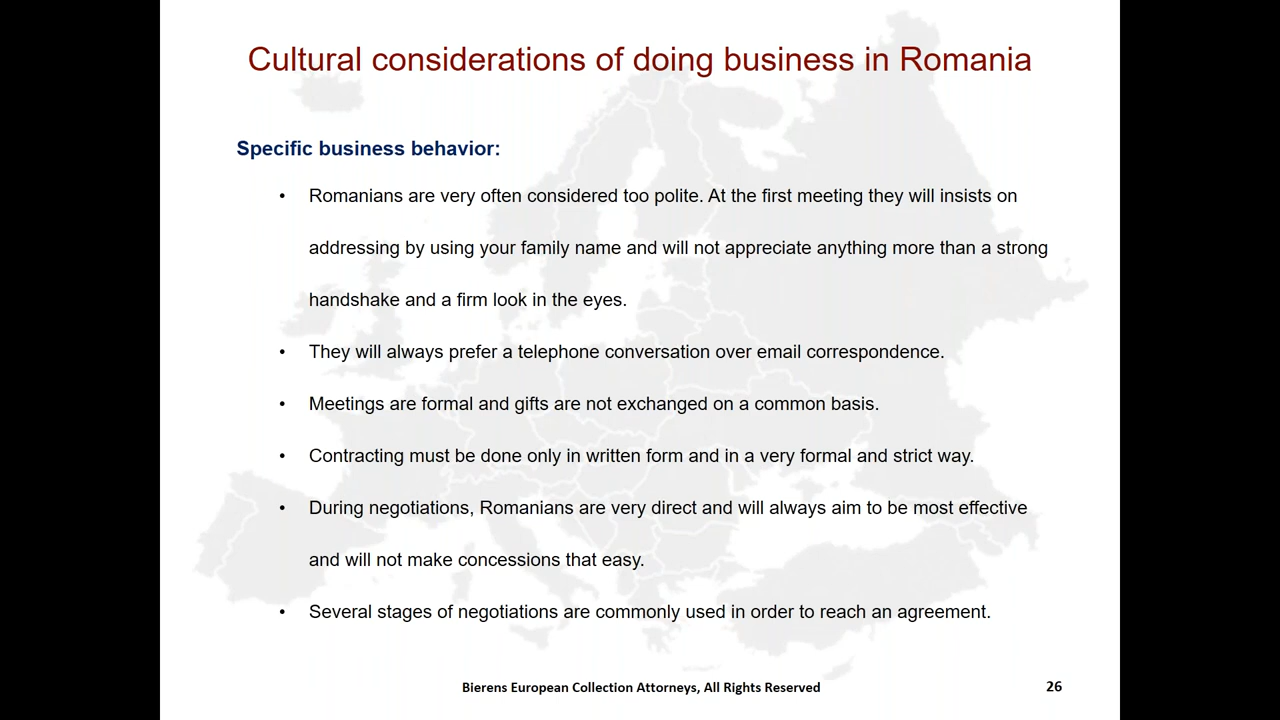 Cultural considerations of doing business in Romania
Specific business behavior:
• Romanians are very often considered too polite. At the first meeting they will insists on
addressing by using your family name and will not appreciate anything more than a strong
handshake and a firm look in the eyes.
• They will always prefer a telephone conversation over email correspondence.
• Meetings are formal and gifts are not exchanged on a common basis.
• Contracting must be done only in written form and in a very formal and strict way.
• During negotiations, Romanians are very direct and will always aim to be most effective
and will not make concessions that easy.
• Several stages of negotiations are commonly used in order to reach an agreement.
Bierens European Collection Attorneys, All Rights Reserved
26